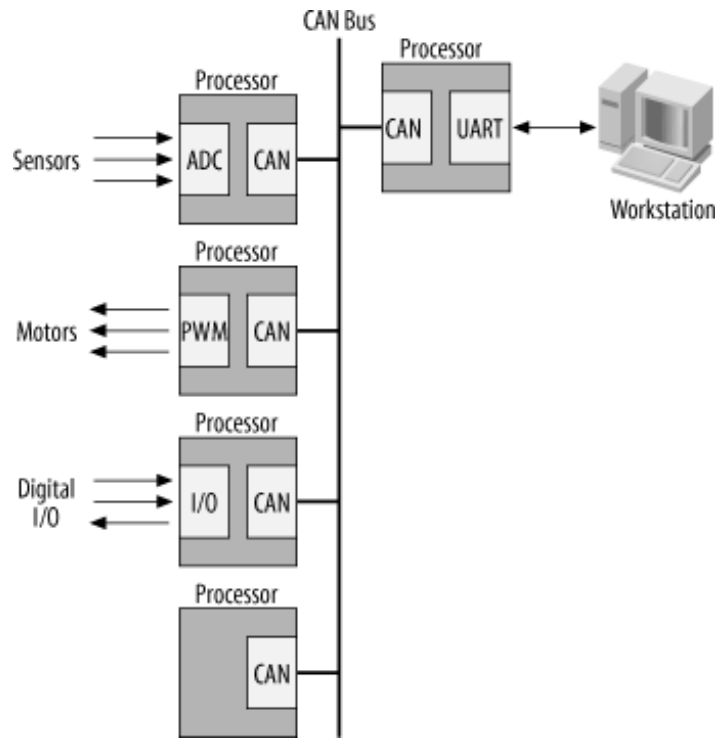 CAN Bus
Processor
CAN
UART
Workstation
Processor
Sensors
ADC
CAN
Processor
Motors
PWM
CAN
Processor
Digital
I/O
I/O
CAN
Processor
CAN